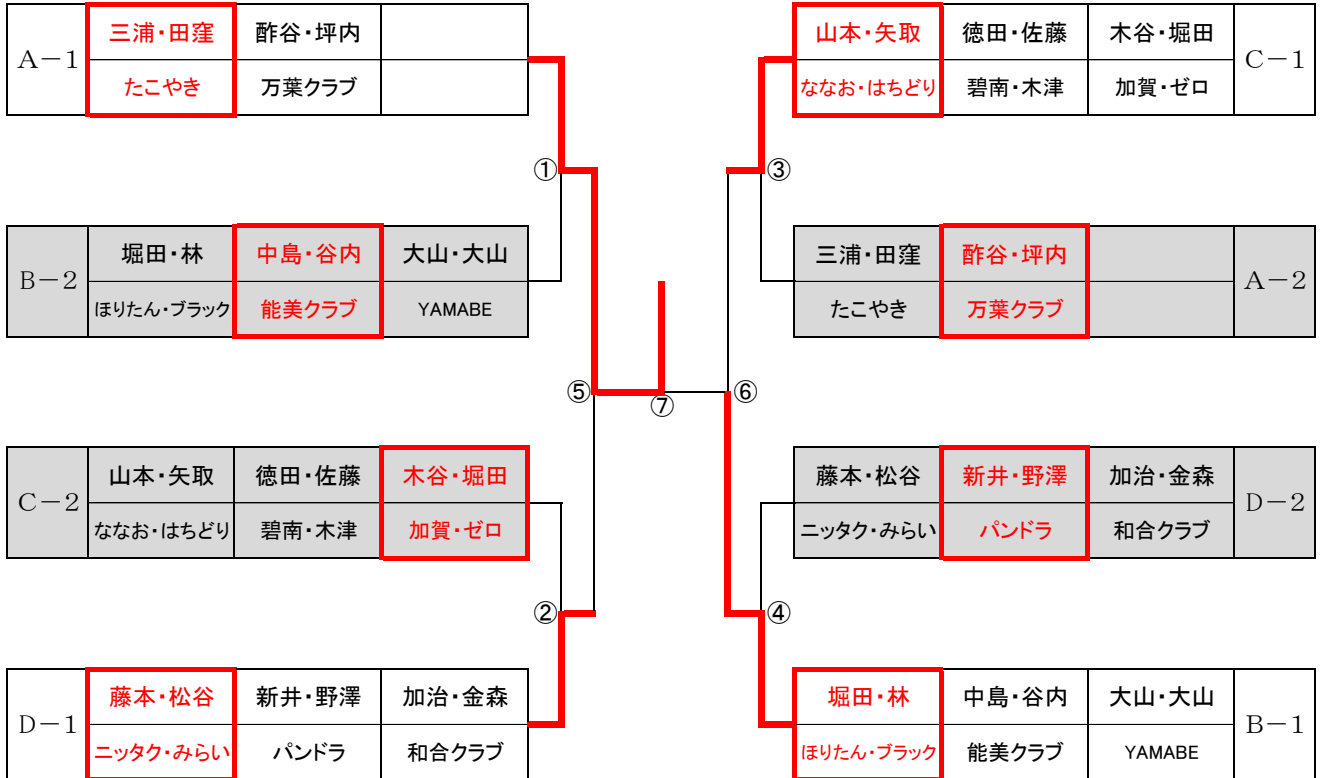 A－1
三浦・田窪 酢谷・坪内
たこやき 万葉クラブ
山本・矢取 徳田・佐藤 木谷・堀田
ななお・はちどり 碧南・木津 加賀・ゼロ
C－1
①
③
B－2
堀田・林 中島・谷内 大山・大山
ほりたん・ブラック 能美クラブ YAMABE
三浦・田窪 酢谷・坪内
たこやき 万葉クラブ
A－2
⑤
⑦
⑥
C－2
山本・矢取 徳田・佐藤 木谷・堀田
ななお・はちどり 碧南・木津 加賀・ゼロ
藤本・松谷 新井・野澤 加治・金森
ニッタク・みらい パンドラ 和合クラブ
D－2
②
④
D－1
藤本・松谷 新井・野澤 加治・金森
ニッタク・みらい パンドラ 和合クラブ
堀田・林 中島・谷内 大山・大山
ほりたん・ブラック 能美クラブ YAMABE
B－1